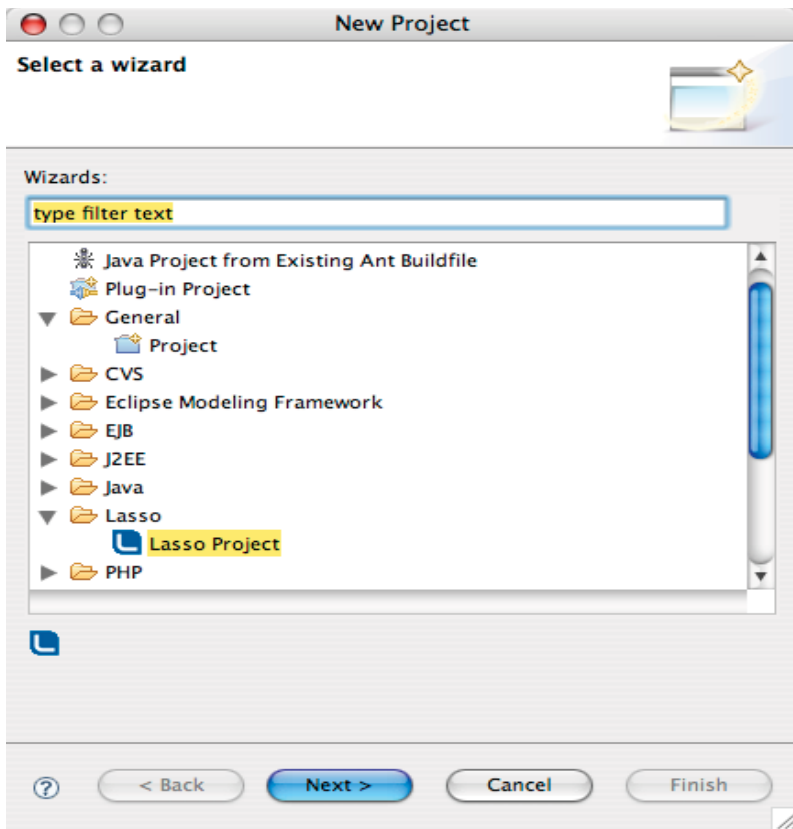 New Project
Select a wizard
Wizards:
type filter text
Java Project from Existing Ant Buildfile
Plug-in Project
General
Project
CVS
Eclipse Modeling Framework
EJB
J2EE
Java
Lasso
Lasso Project
PHP
?
< Back
Next >
Cancel
Finish